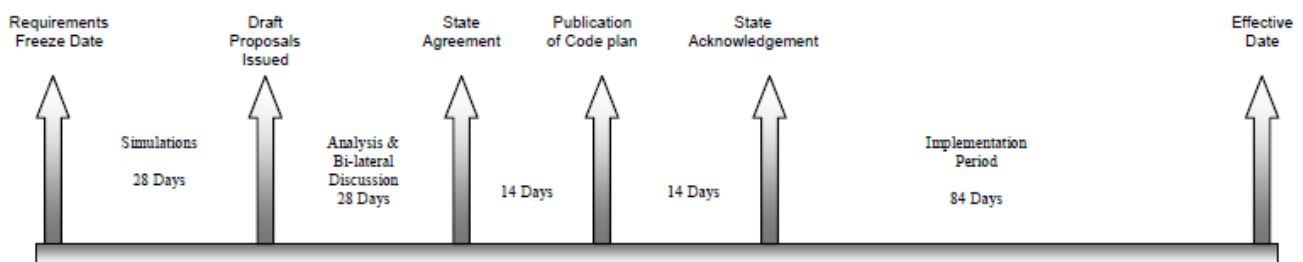 Requirements
Freeze Date
Draft
Proposals
Issued
State
Agreement
Publication
of Code plan
State
Acknowledgement
Effective
Date
Simulations
28 Days
Analysis &
Bi-lateral
Discussion
28 Days
14 Days
14 Days
Implementation
Period
84 Days